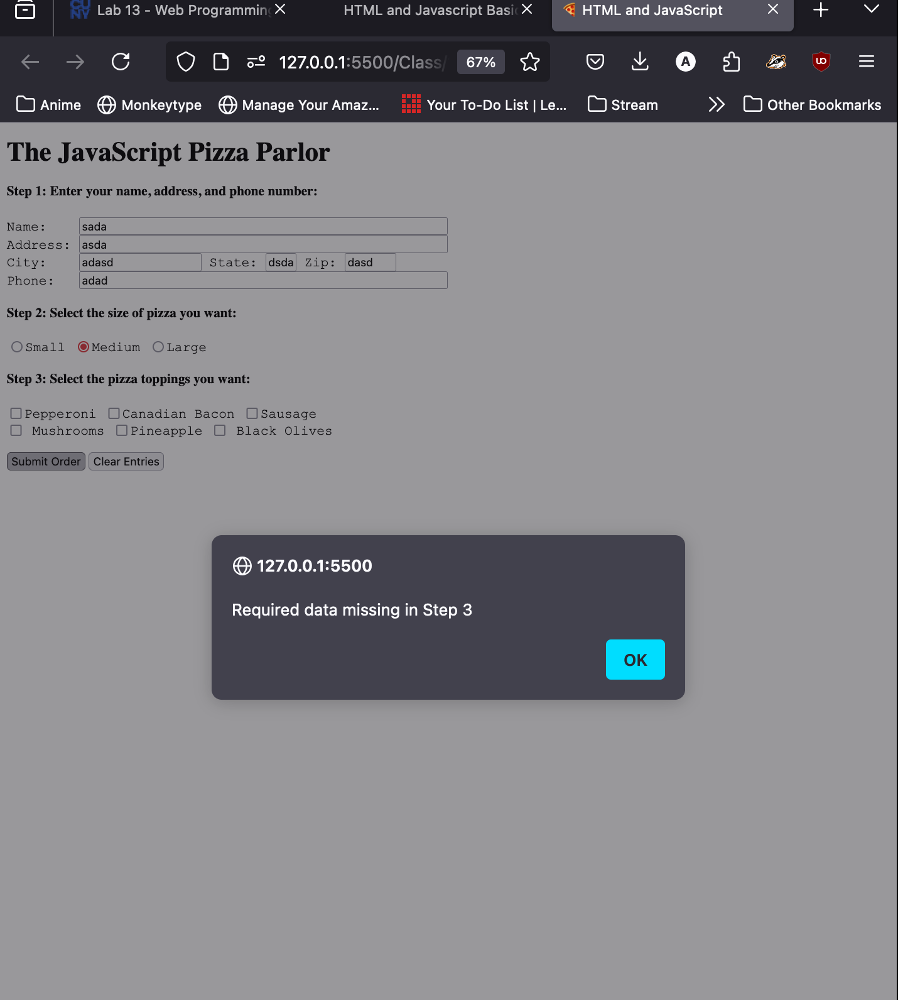 CUNY Lab 13 - Web Programming HTML and Javascript Basic HTML and JavaScript
127.0.0.1:5500/Class/ 67% A uo
Anime Monkeytype Manage Your Amaz... Your To-Do List | Le... Stream Other Bookmarks
The JavaScript Pizza Parlor
Step 1: Enter your name, address, and phone number:
Name: sada
Address: asda
City: adasd State: dsda Zip: dasd
Phone: adad
Step 2: Select the size of pizza you want:
Small Medium Large
Step 3: Select the pizza toppings you want:
Pepperoni Canadian Bacon Sausage
Mushrooms Pineapple Black Olives
Submit Order Clear Entries
127.0.0.1:5500
Required data missing in Step 3
OK